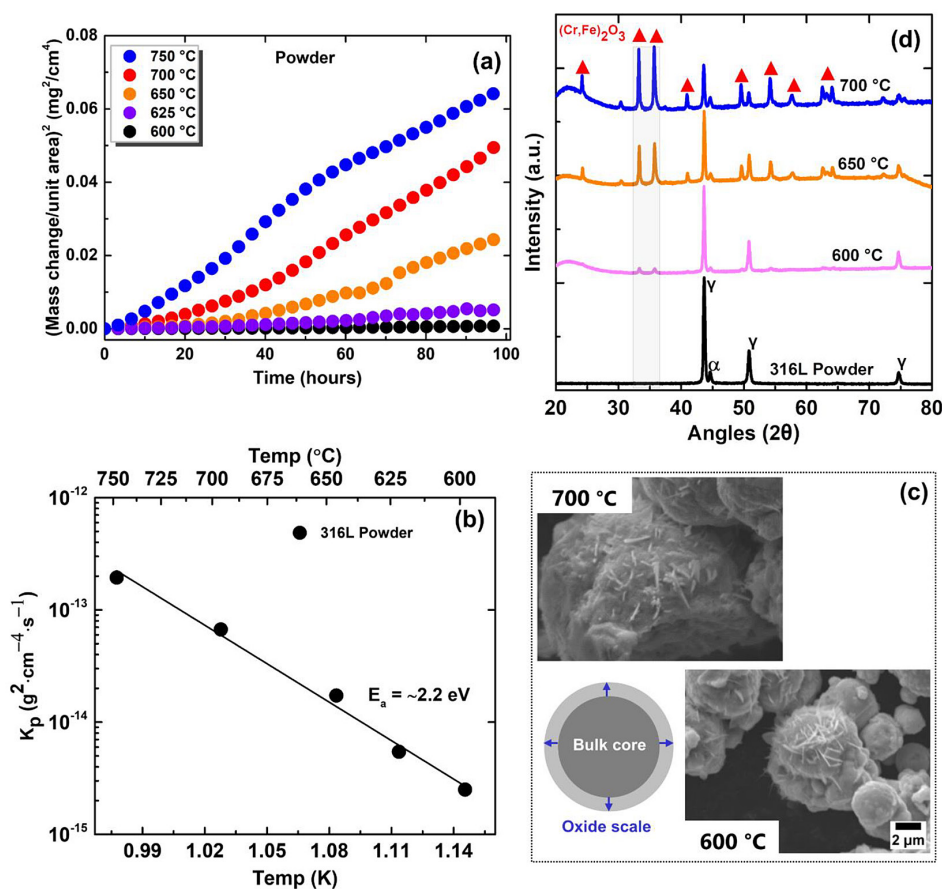 (a)
Powder
750 °C
700 °C
650 °C
625 °C
600 °C
(Mass change/unit area)² (mg²/cm⁴)
0.08
0.06
0.04
0.02
0.00
0 20 40 60 80 100
Time (hours)
(d)
(Cr,Fe)₂O₃
700 °C
650 °C
600 °C
γ
α
γ
316L Powder
γ
Intensity (a.u.)
20 30 40 50 60 70 80
Angles (2θ)
Temp (°C)
750 725 700 675 650 625 600
(b)
316L Powder
Eₐ = ~2.2 eV
Kₚ (g²·cm⁻⁴·s⁻¹)
10⁻¹²
10⁻¹³
10⁻¹⁴
10⁻¹⁵
0.99 1.02 1.05 1.08 1.11 1.14
Temp (K)
(c)
700 °C
Bulk core
Oxide scale
600 °C
2 µm